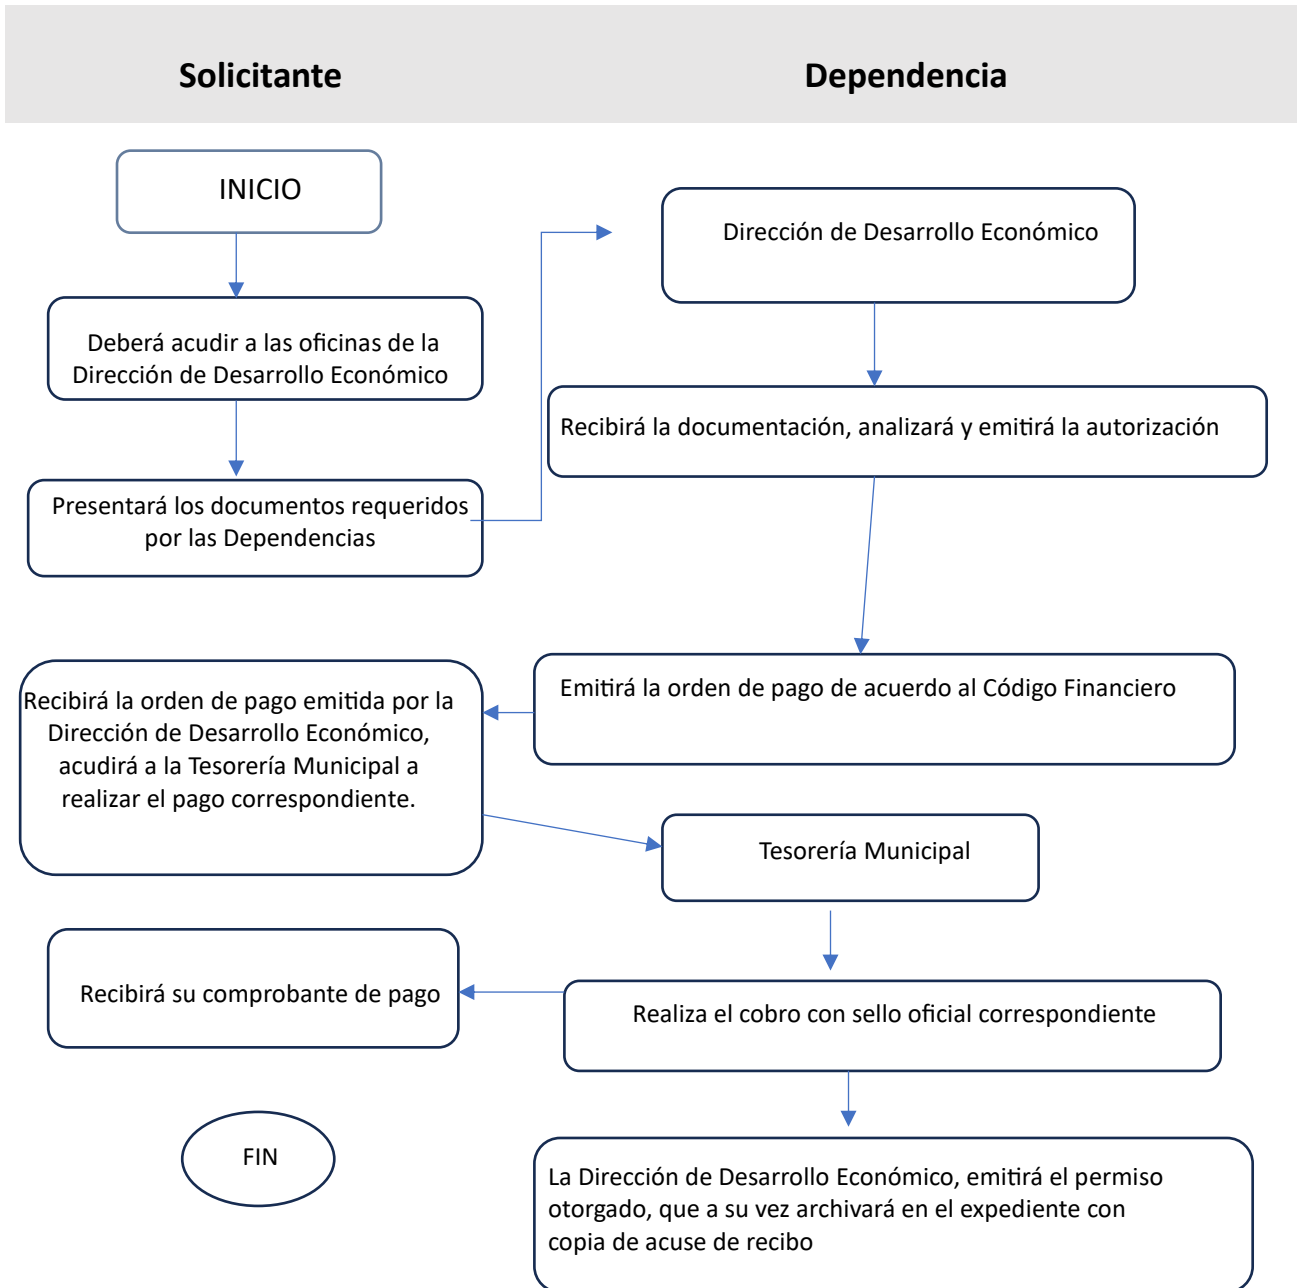 Solicitante
Dependencia
INICIO
Dirección de Desarrollo Económico
Deberá acudir a las oficinas de la
Dirección de Desarrollo Económico
Recibirá la documentación, analizará y emitirá la autorización
Presentará los documentos requeridos
por las Dependencias
Emitirá la orden de pago de acuerdo al Código Financiero
Recibirá la orden de pago emitida por la
Dirección de Desarrollo Económico,
acudirá a la Tesorería Municipal a
realizar el pago correspondiente.
Tesorería Municipal
Realiza el cobro con sello oficial correspondiente
Recibirá su comprobante de pago
La Dirección de Desarrollo Económico, emitirá el permiso
otorgado, que a su vez archivará en el expediente con
copia de acuse de recibo
FIN